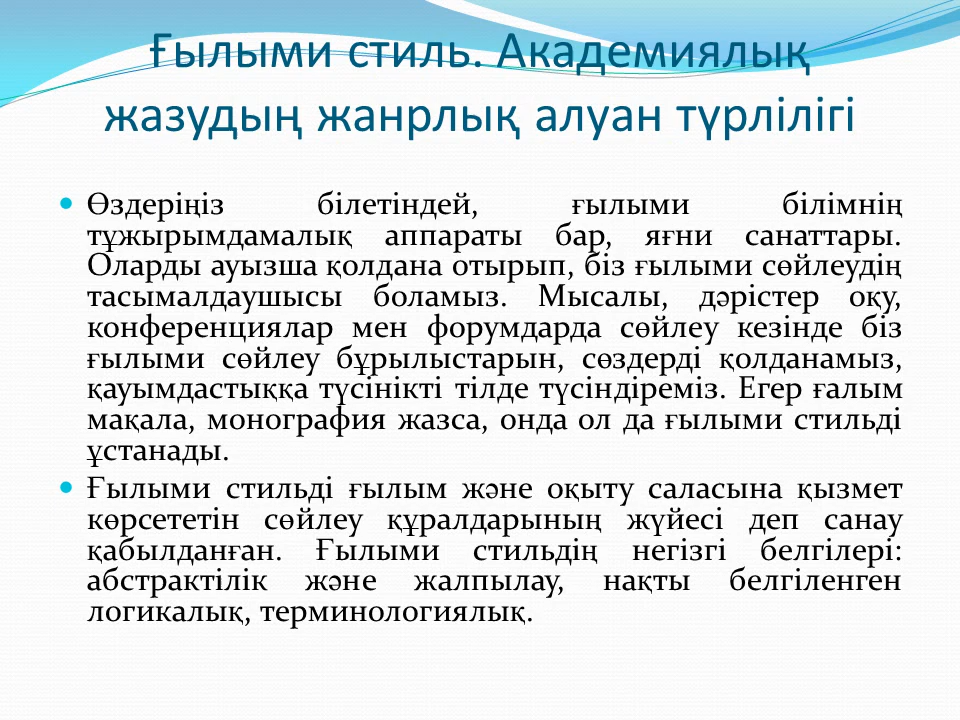 Ғылыми стиль. Академиялық
жазудың жанрлық алуан түрлілігі
Өздеріңіз білетіндей, ғылыми білімнің
тұжырымдамалық аппараты бар, яғни санаттары.
Оларды ауызша қолдана отырып, біз ғылыми сөйлеудің
тасымалдаушысы боламыз. Мысалы, дәрістер оқу,
конференциялар мен форумдарда сөйлеу кезінде біз
ғылыми сөйлеу бұрылыстарын, сөздерді қолданамыз,
қауымдастыққа түсінікті тілде түсіндіреміз. Егер ғалым
мақала, монография жазса, онда ол да ғылыми стильді
ұстанады.
Ғылыми стильді ғылым және оқыту саласына қызмет
көрсететін сөйлеу құралдарының жүйесі деп санау
қабылданған. Ғылыми стильдің негізгі белгілері:
абстрактілік және жалпылау, нақты белгіленген
логикалық, терминологиялық.